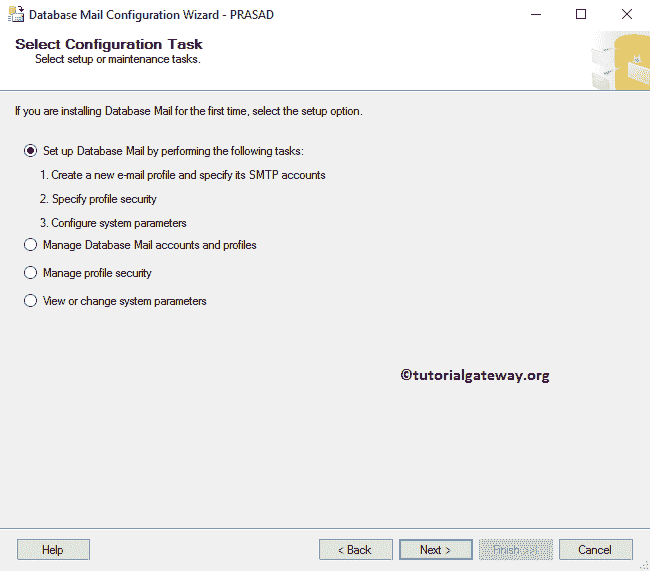 Database Mail Configuration Wizard - PRASAD
Select Configuration Task
Select setup or maintenance tasks.
If you are installing Database Mail for the first time, select the setup option.
Set up Database Mail by performing the following tasks:
1. Create a new e-mail profile and specify its SMTP accounts
2. Specify profile security
3. Configure system parameters
Manage Database Mail accounts and profiles
Manage profile security
View or change system parameters
©tutorialgateway.org
Help
< Back
Next >
Finish >>|
Cancel